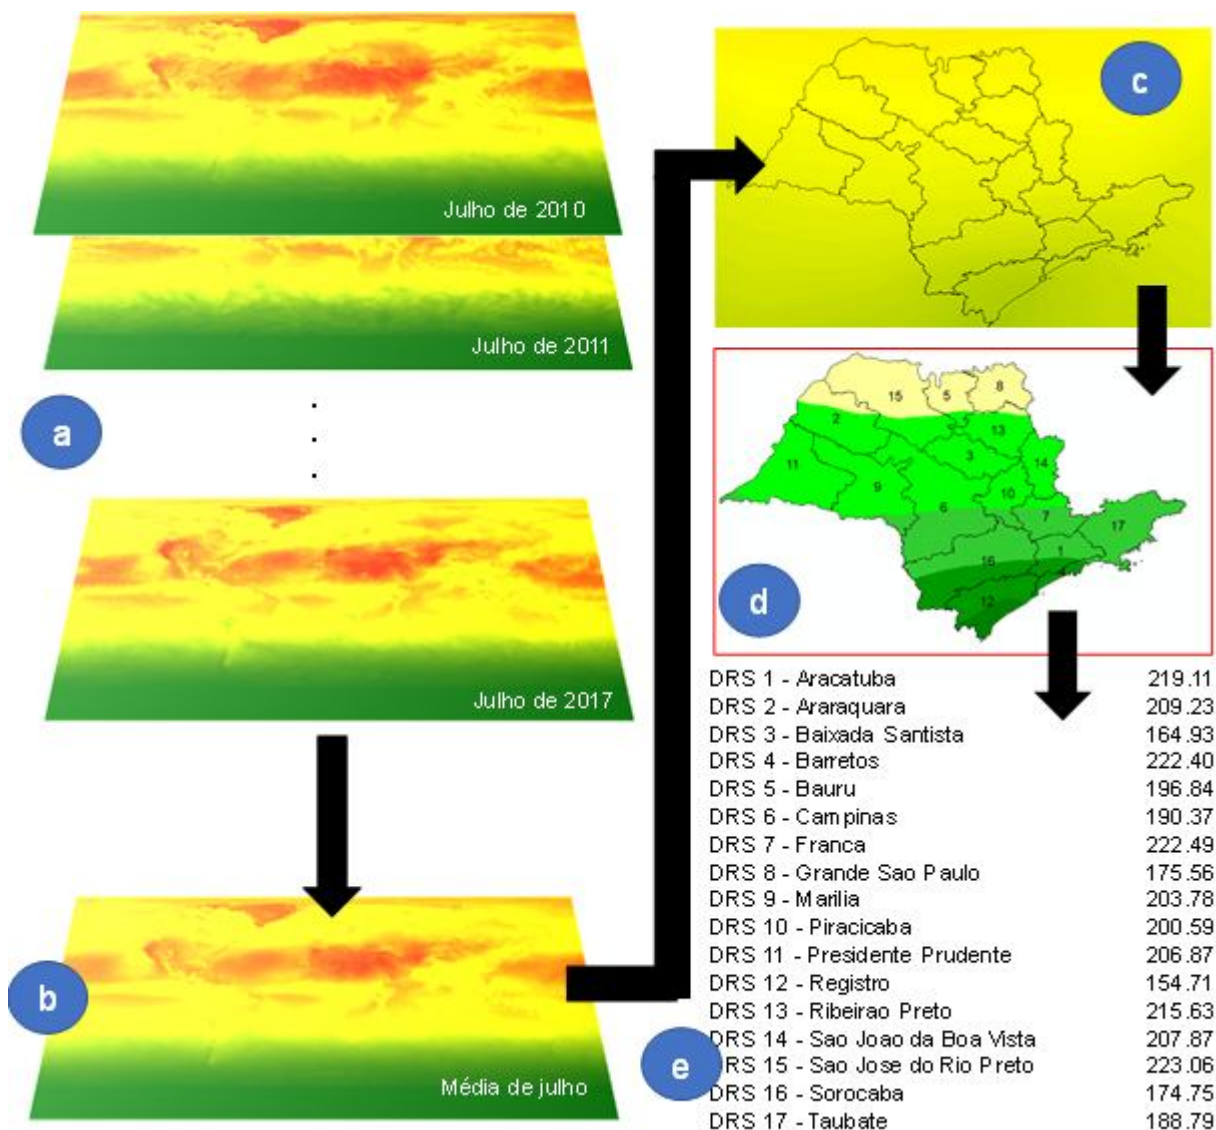 Julho de 2010
Julho de 2011
a
Julho de 2017
b
Média de julho
c
15
5
8
2
13
3
14
11
9
10
6
7
17
16
1
12
d
DRS 1 - Aracatuba 219.11
DRS 2 - Araraquara 209.23
DRS 3 - Baixada Santista 164.93
DRS 4 - Barretos 222.40
DRS 5 - Bauru 196.84
DRS 6 - Campinas 190.37
DRS 7 - Franca 222.49
DRS 8 - Grande Sao Paulo 175.56
DRS 9 - Marilia 203.78
DRS 10 - Piracicaba 200.59
DRS 11 - Presidente Prudente 206.87
DRS 12 - Registro 154.71
DRS 13 - Ribeirao Preto 215.63
DRS 14 - Sao Joao da Boa Vista 207.87
DRS 15 - Sao Jose do Rio Preto 223.06
DRS 16 - Sorocaba 174.75
DRS 17 - Taubate 188.79
e